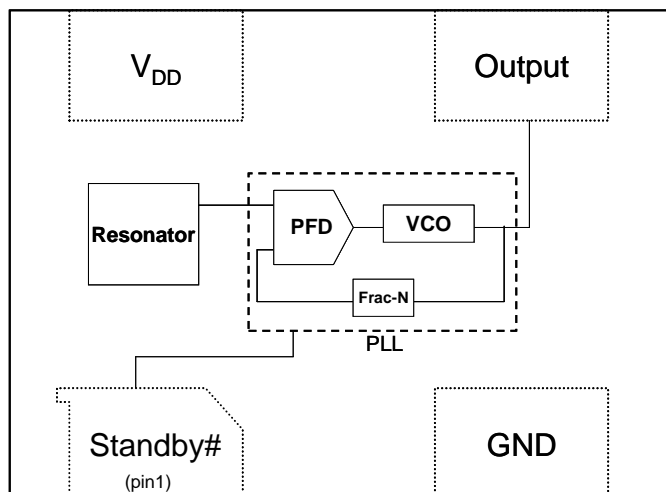 VDD
Output
Resonator
PFD
VCO
Frac-N
PLL
Standby#
(pin1)
GND